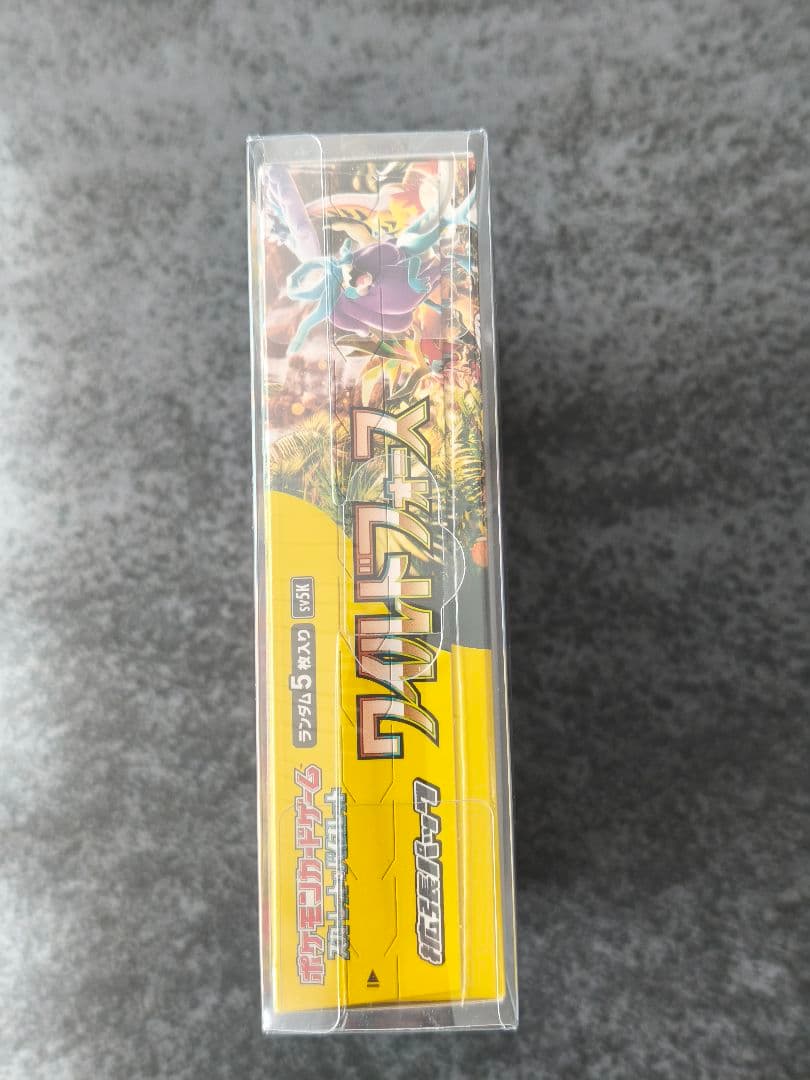 ポケモンカードゲーム
スカーレット&バイオレット
ランダム5枚入り
sv5K
拡張パック
ワイルドフォース